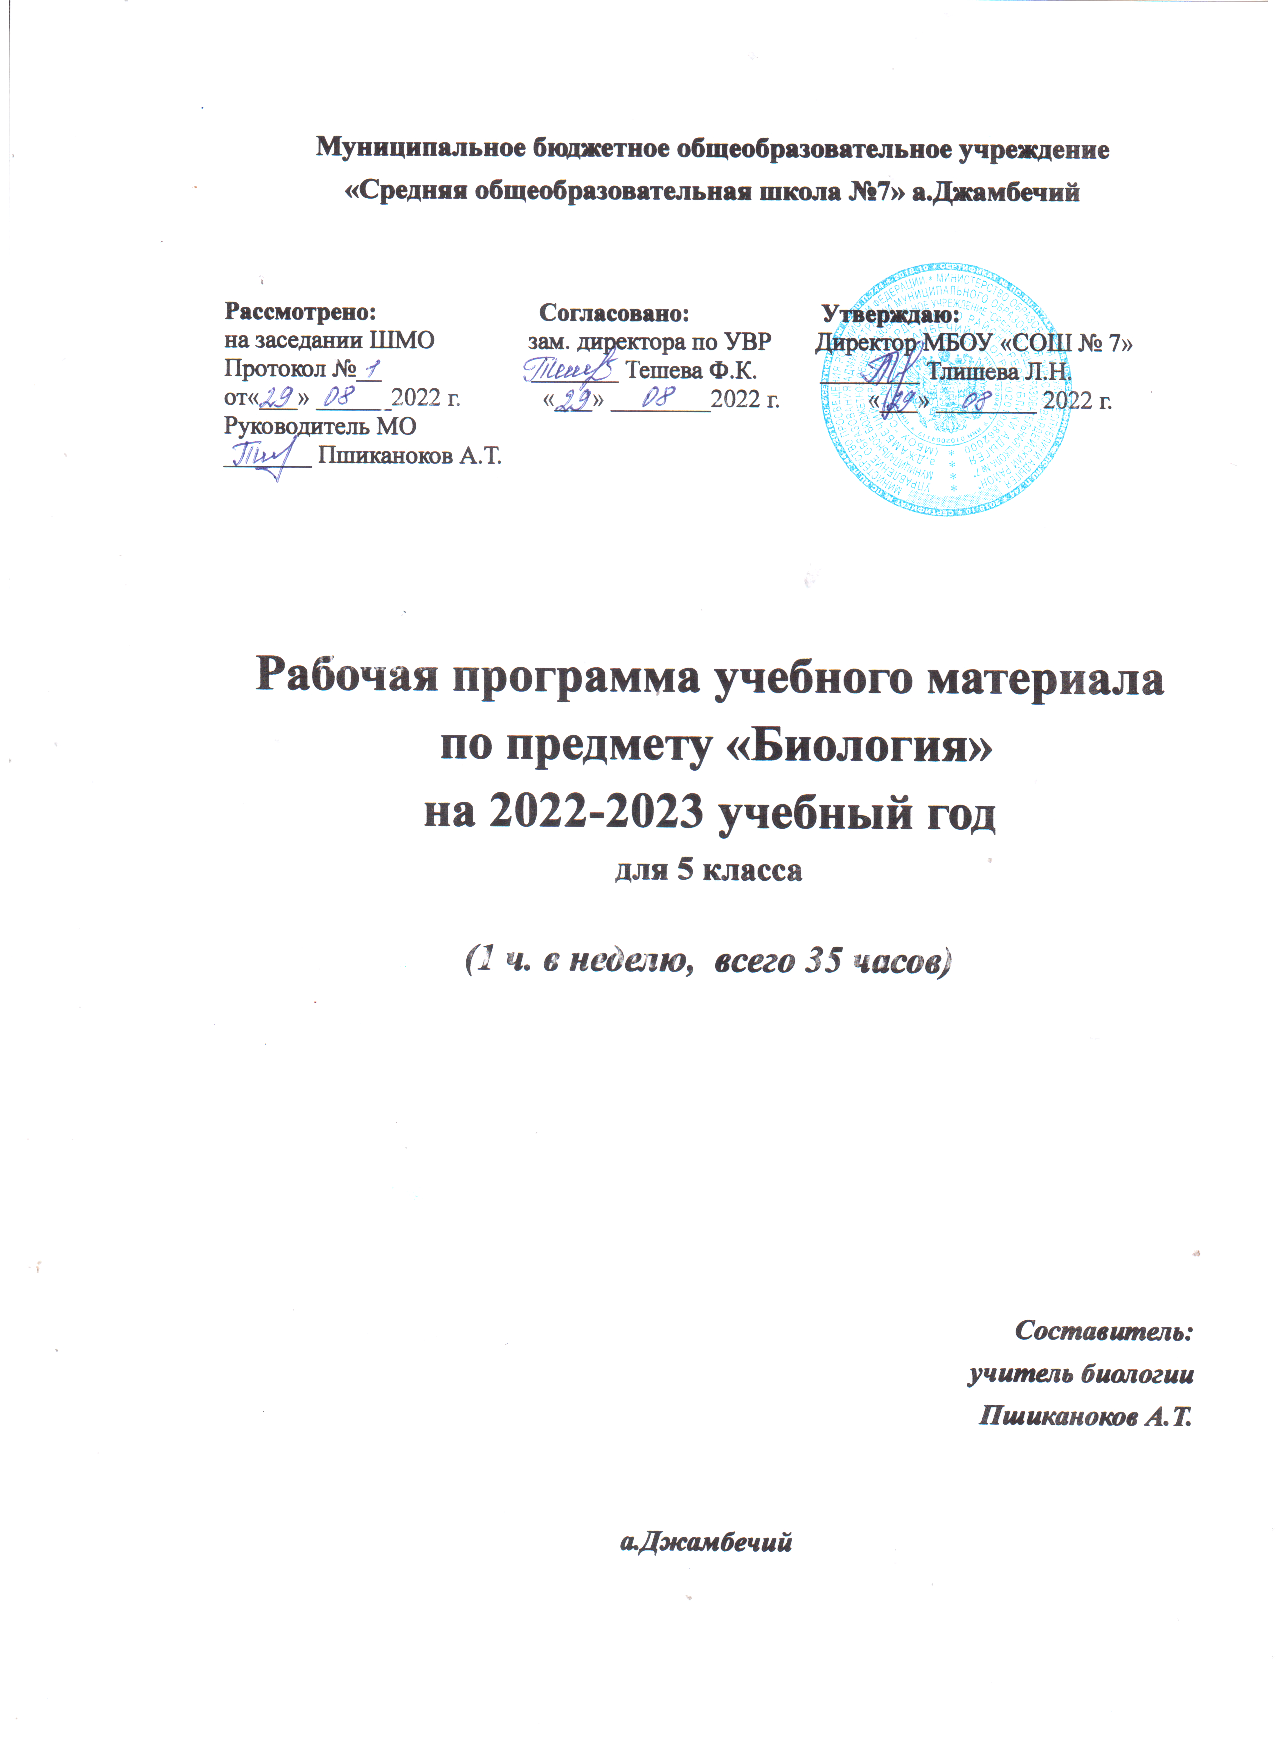 Муниципальное бюджетное общеобразовательное учреждение
«Средняя общеобразовательная школа №7» а.Джамбечий
Рассмотрено: Согласовано: Утверждаю:
на заседании ШМО зам. директора по УВР Директор МБОУ «СОШ № 7»
Протокол № 1 Тешева Ф.К. Тлишева Л.Н.
от«29» 08 2022 г. «29» 08 2022 г. «29» 08 2022 г.
Руководитель МО
Пшиканоков А.Т.
Рабочая программа учебного материала
по предмету «Биология»
на 2022-2023 учебный год
для 5 класса
(1 ч. в неделю, всего 35 часов)
Составитель:
учитель биологии
Пшиканоков А.Т.
а.Джамбечий